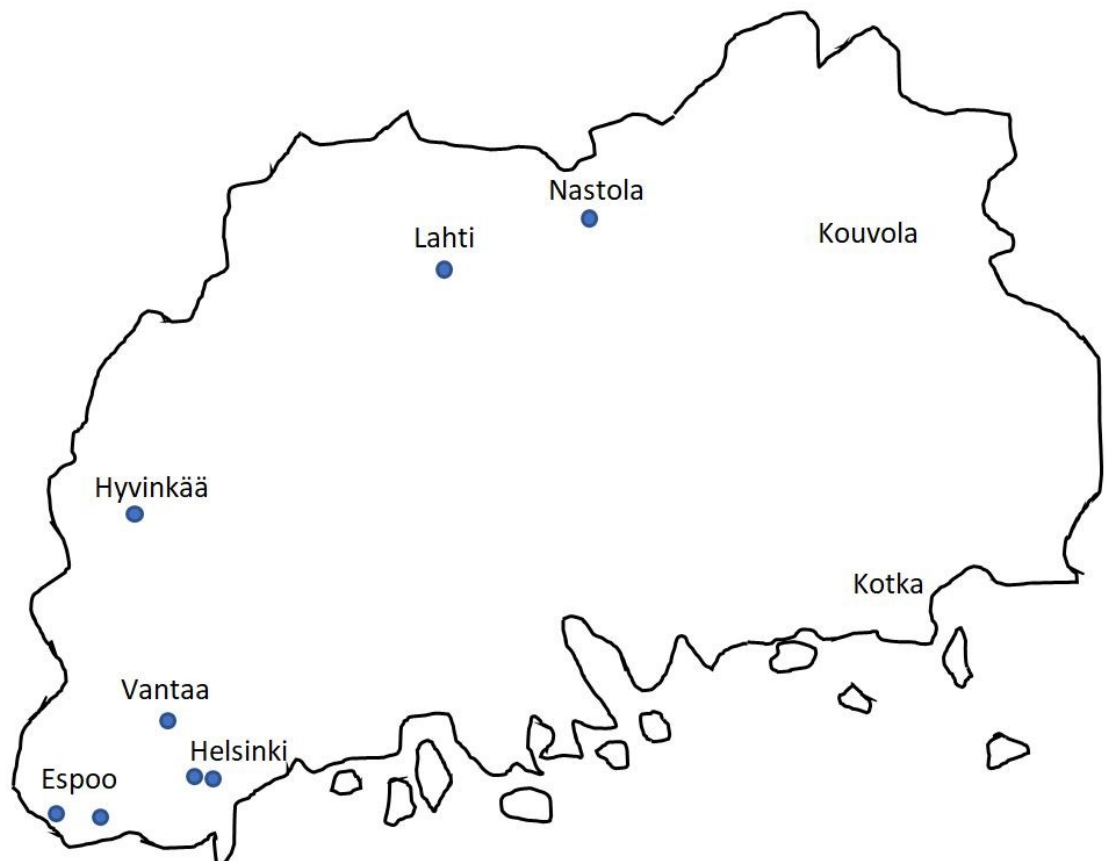 Nastola
Lahti
Kouvola
Hyvinkää
Kotka
Vantaa
Helsinki
Espoo